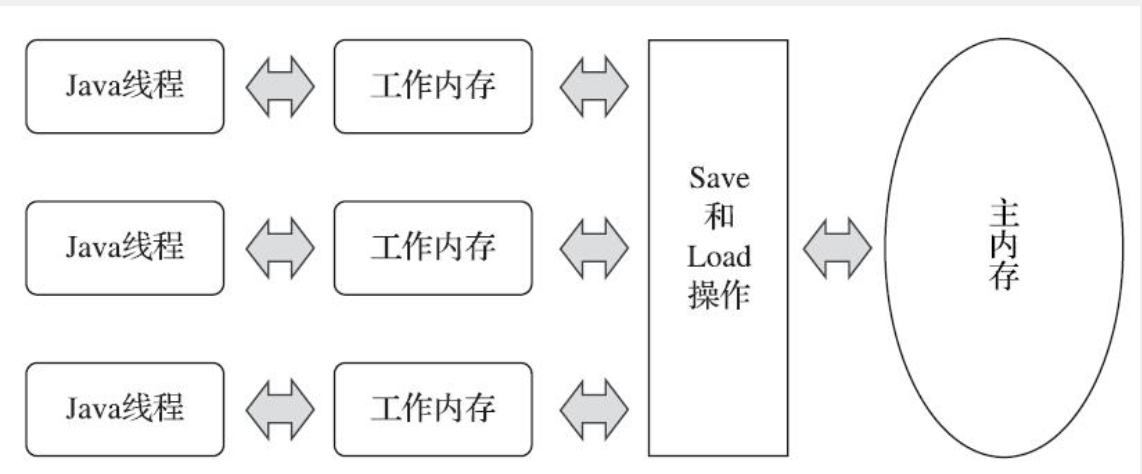 Java线程
工作内存
Java线程
工作内存
Java线程
工作内存
Save
和
Load
操作
主
内
存